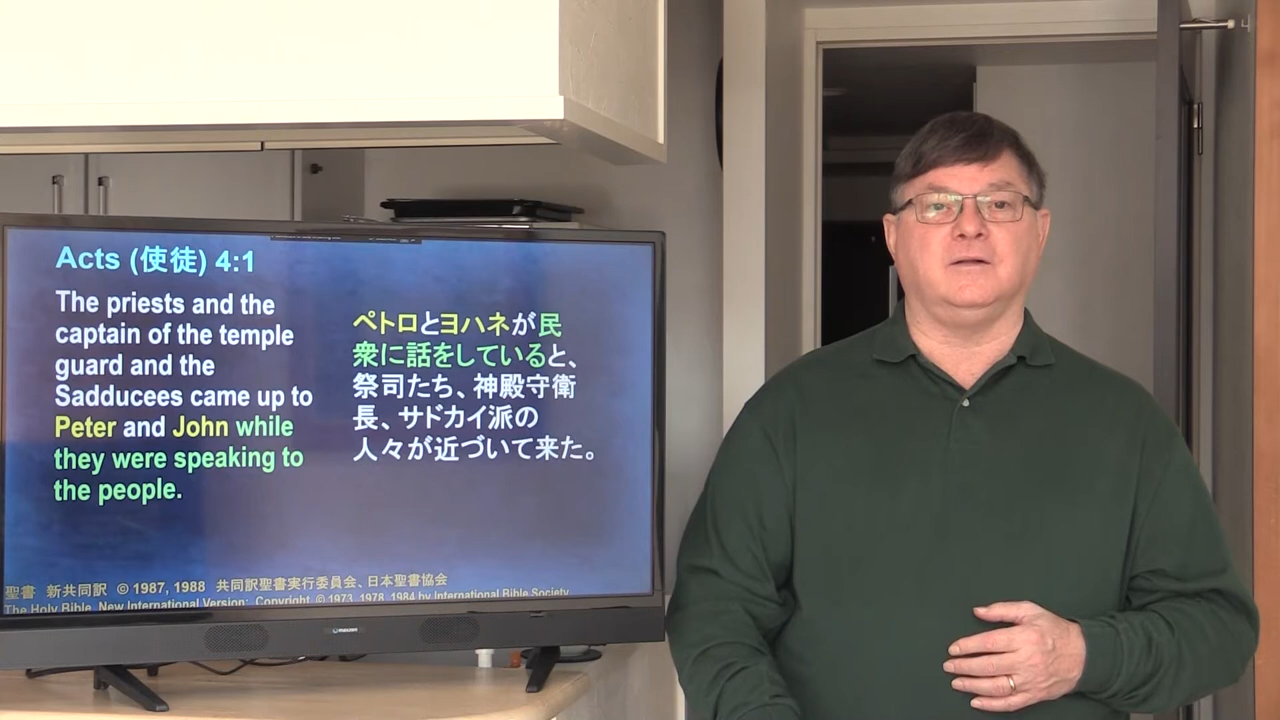 Acts (使徒) 4:1
The priests and the
captain of the temple
guard and the
Sadducees came up to
Peter and John while
they were speaking to
the people.
ペトロとヨハネが民
衆に話をしていると、
祭司たち、神殿守衛
長、サドカイ派の
人々が近づいて来た。
聖書 新共同訳 © 1987, 1988 共同訳聖書実行委員会、日本聖書協会
The Holy Bible, New International Version: Copyright © 1973, 1978, 1984 by International Bible Society
maxzen